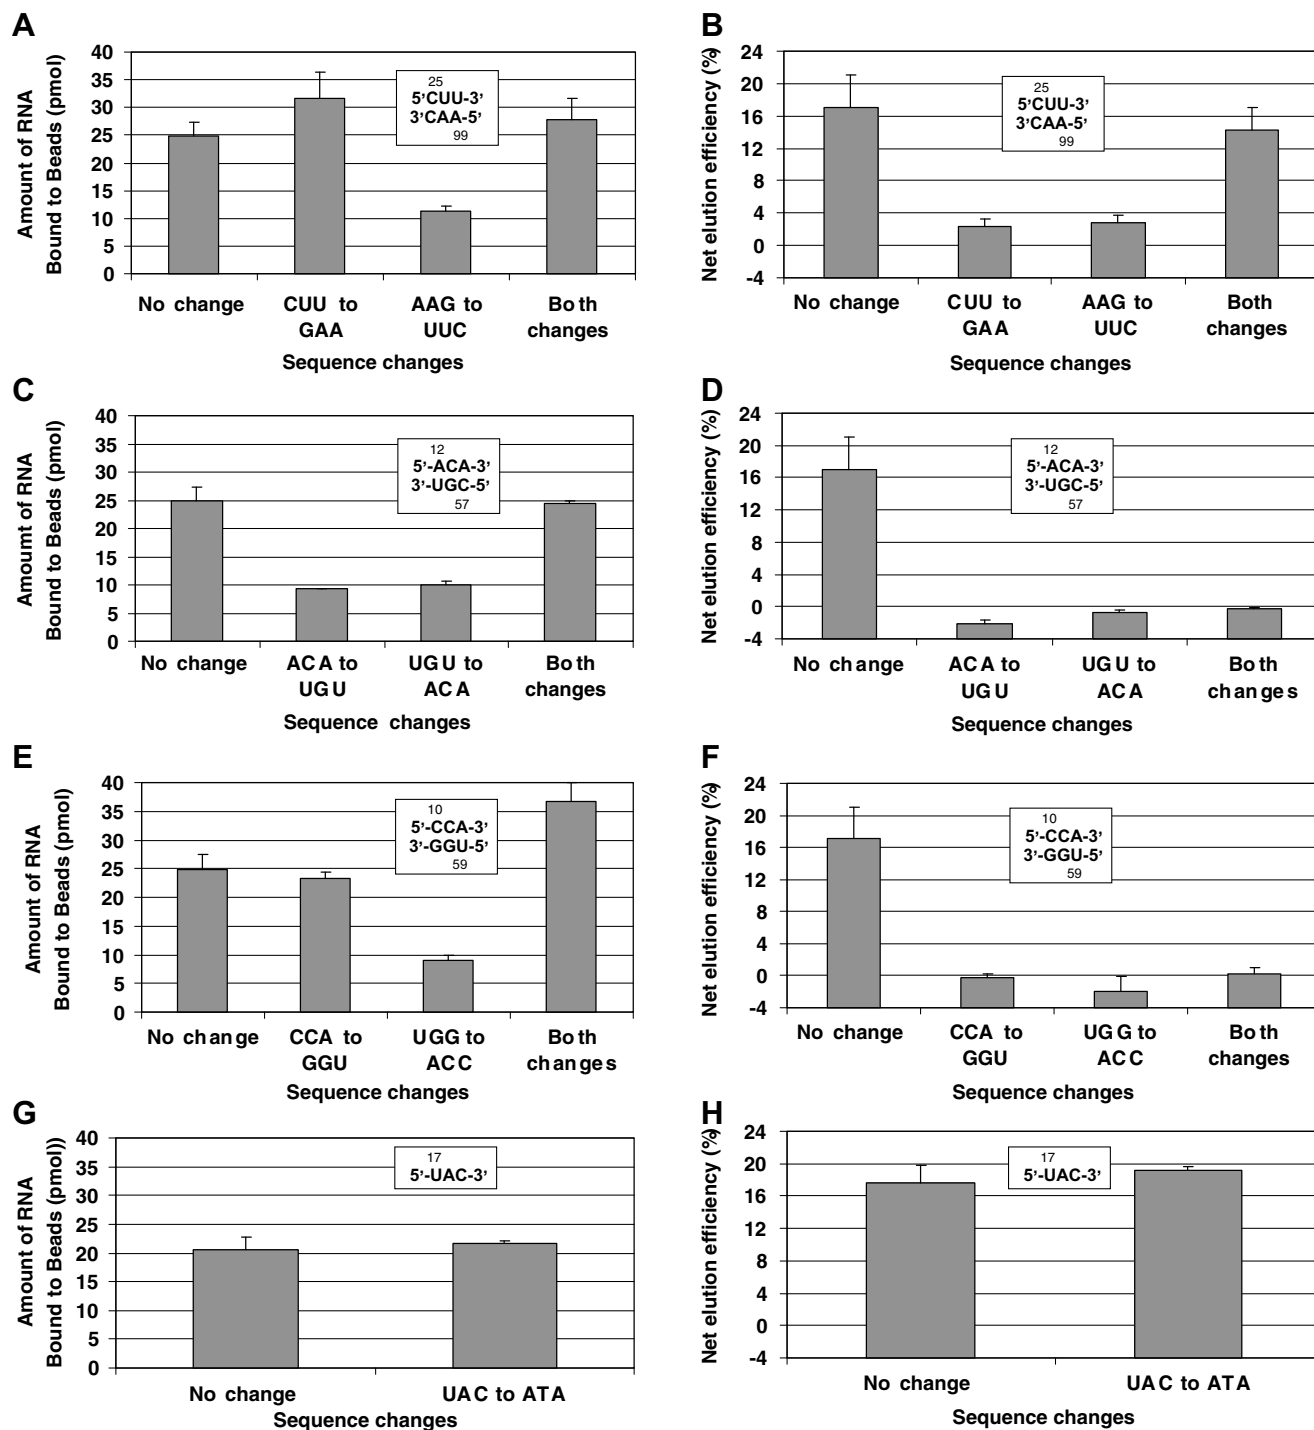 A
Amount of RNA
Bound to Beads (pmol)
40
35
30
25
20
15
10
5
0
25
5’CUU-3’
3’CAA-5’
99
No change
CUU to
GAA
AAG to
UUC
Both
changes
Sequence changes
B
Net elution efficiency (%)
24
20
16
12
8
4
0
-4
25
5’CUU-3’
3’CAA-5’
99
No change
CUU to
GAA
AAG to
UUC
Both
changes
Sequence changes
C
Amoumt of RNA
Bound to Beads (pmol)
40
35
30
25
20
15
10
5
0
12
5’-ACA-3’
3’-UGC-5’
57
No change
ACA to
UGU
UGU to
ACA
Both
changes
Sequence changes
D
Net elution efficiency (%)
24
20
16
12
8
4
0
-4
12
5’-ACA-3’
3’-UGC-5’
57
No change
ACA to
UGU
UGU to
ACA
Both
changes
Sequence changes
E
Amount of RNA
Bound to Beads (pmol)
40
35
30
25
20
15
10
5
0
10
5’-CCA-3’
3’-GGU-5’
59
No change
CCA to
GGU
UGG to
ACC
Both
changes
Sequence changes
F
Net elution efficiency (%)
24
20
16
12
8
4
0
-4
10
5’-CCA-3’
3’-GGU-5’
59
No change
CCA to
GGU
UGG to
ACC
Both
changes
Sequence changes
G
Amount of RNA
Bound to Beads (pmol))
40
35
30
25
20
15
10
5
0
17
5’-UAC-3’
No change
UAC to ATA
Sequence changes
H
Net elution efficiency (%)
24
20
16
12
8
4
0
-4
17
5’-UAC-3’
No change
UAC to ATA
Sequence changes